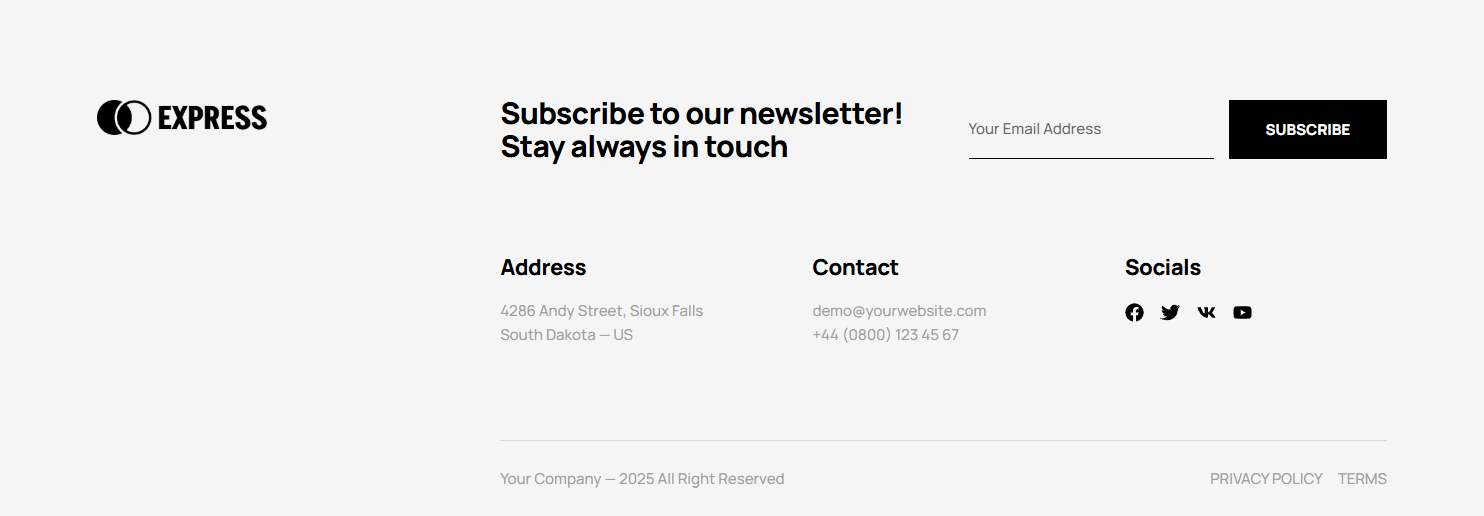 EXPRESS
Subscribe to our newsletter!
Stay always in touch
Your Email Address
SUBSCRIBE
Address
4286 Andy Street, Sioux Falls
South Dakota — US
Contact
demo@yourwebsite.com
+44 (0800) 123 45 67
Socials
Your Company — 2025 All Right Reserved
PRIVACY POLICY TERMS